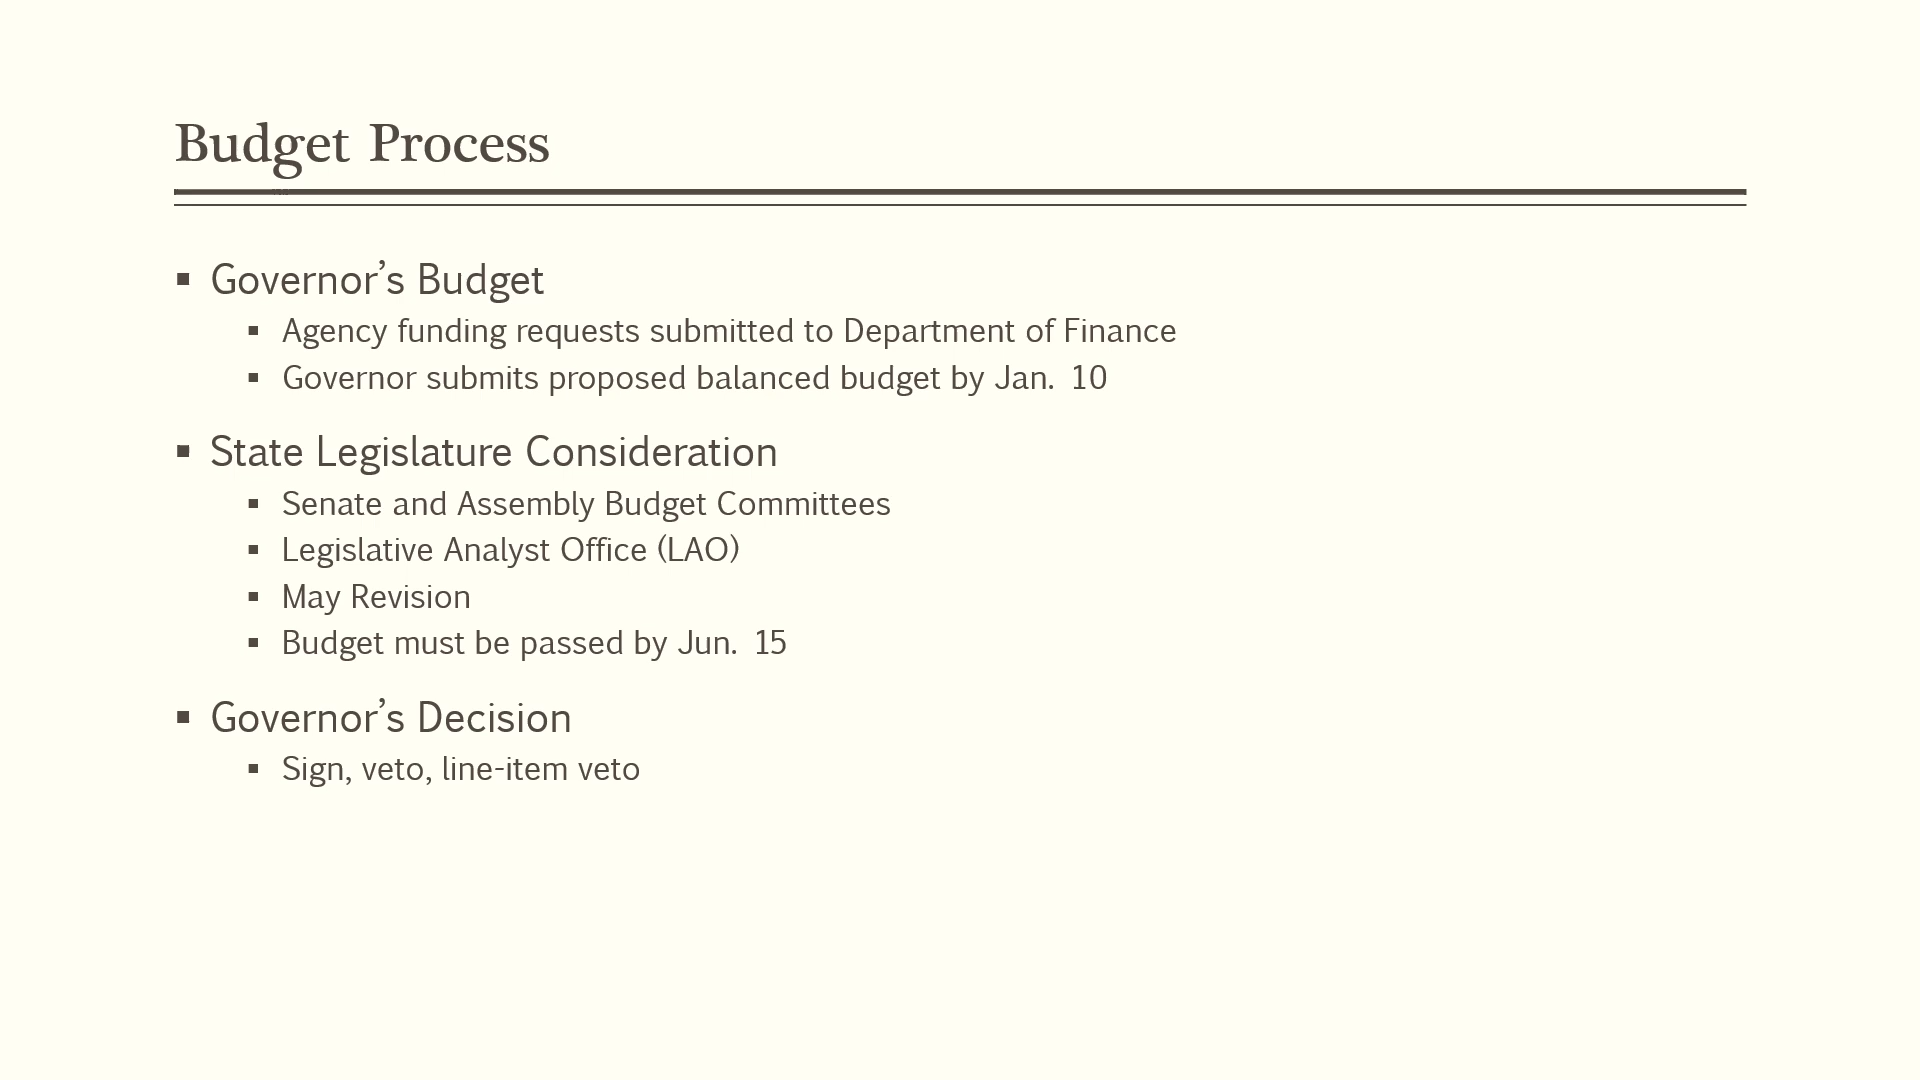 Budget Process
▪ Governor’s Budget
▪ Agency funding requests submitted to Department of Finance
▪ Governor submits proposed balanced budget by Jan. 10
▪ State Legislature Consideration
▪ Senate and Assembly Budget Committees
▪ Legislative Analyst Office (LAO)
▪ May Revision
▪ Budget must be passed by Jun. 15
▪ Governor’s Decision
▪ Sign, veto, line-item veto